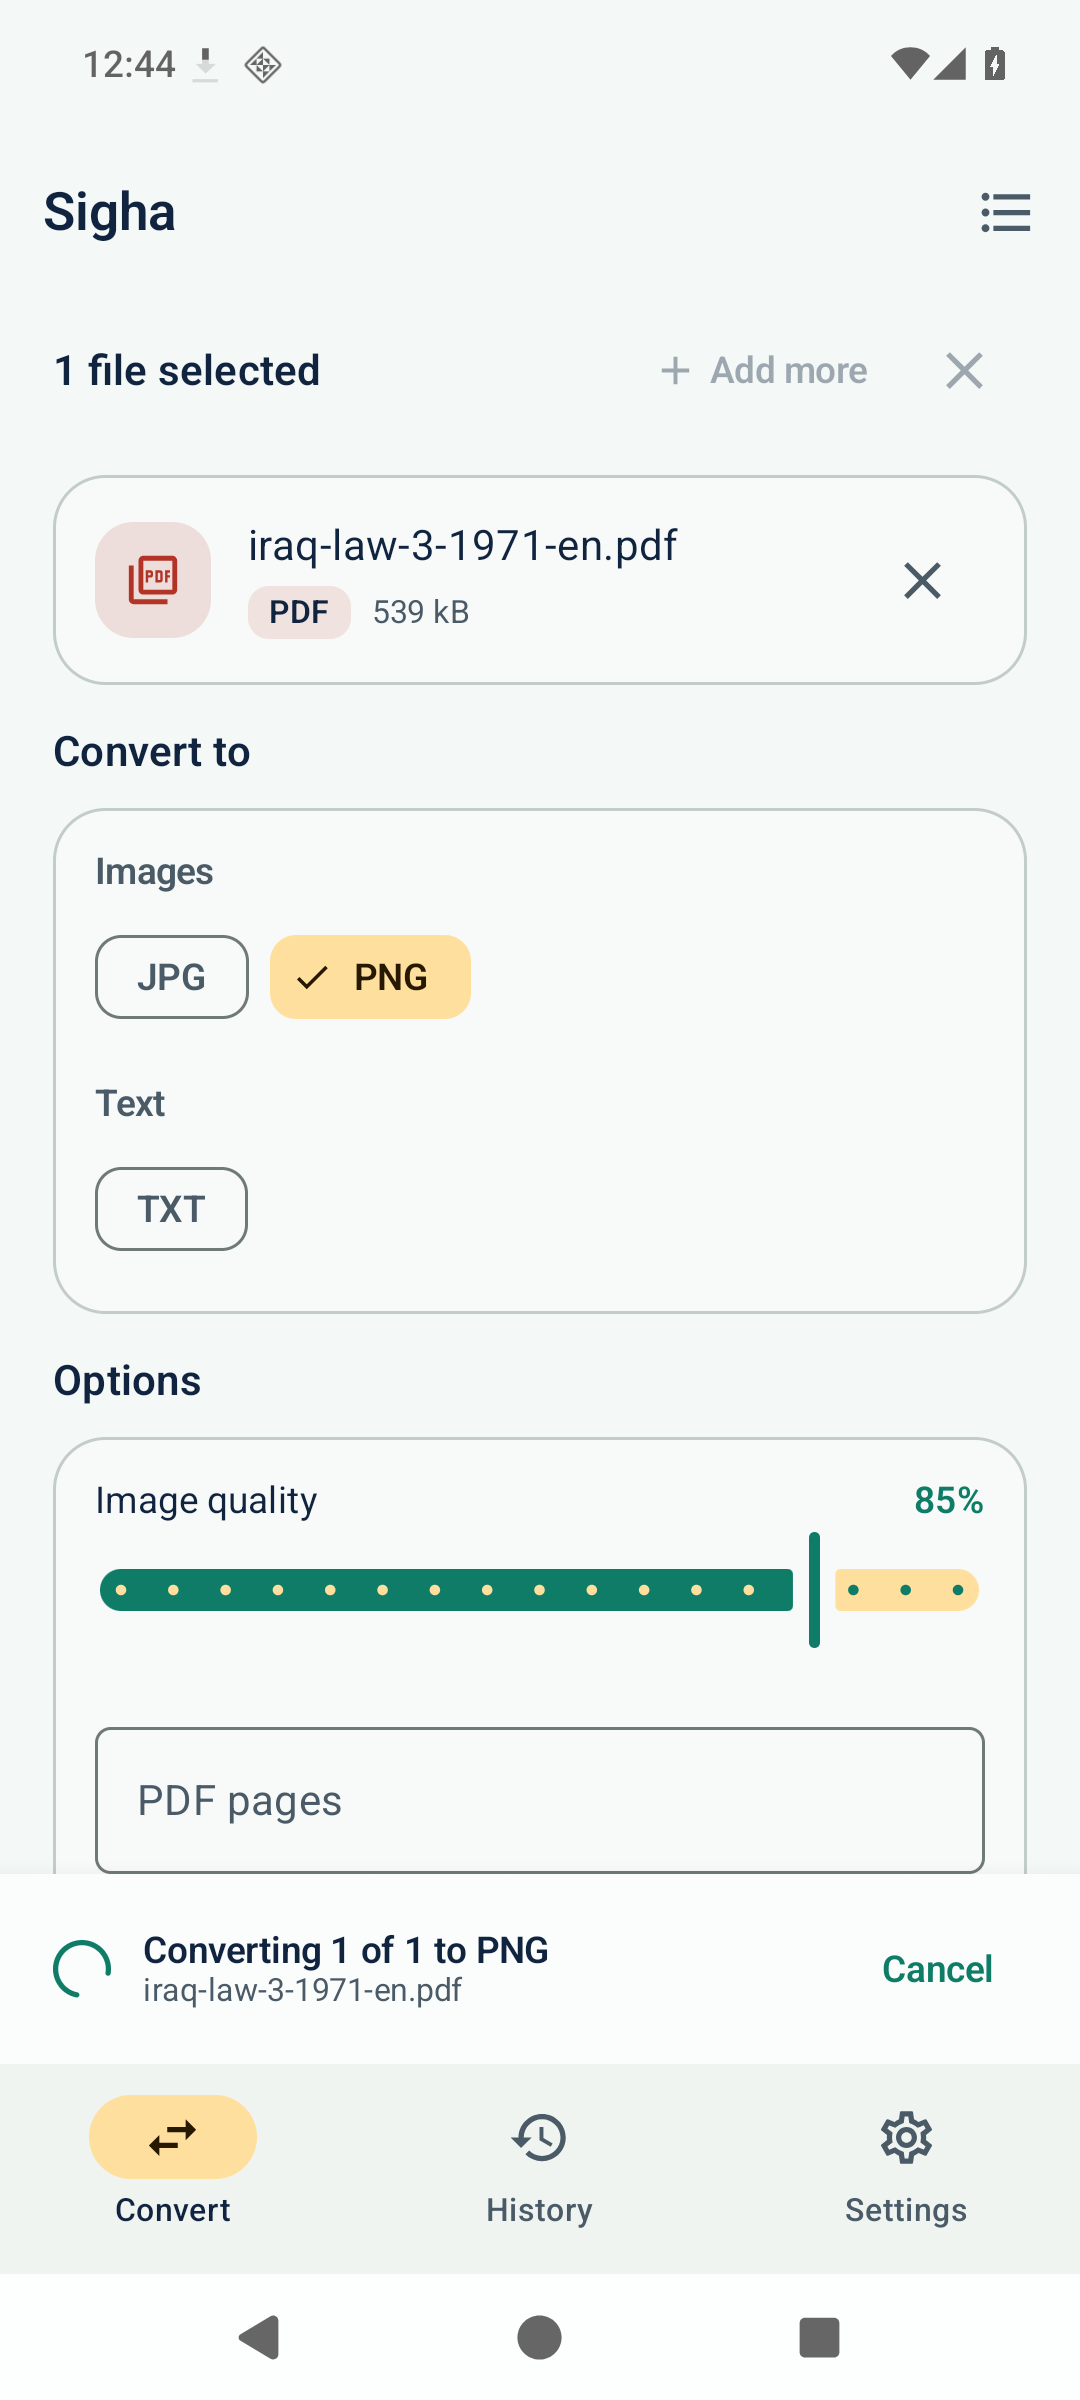 12:44
Sigha
1 file selected
Add more
iraq-law-3-1971-en.pdf
PDF
PDF 539 kB
Convert to
Images
JPG
PNG
Text
TXT
Options
Image quality 85%
PDF pages
Converting 1 of 1 to PNG
iraq-law-3-1971-en.pdf
Cancel
Convert
History
Settings